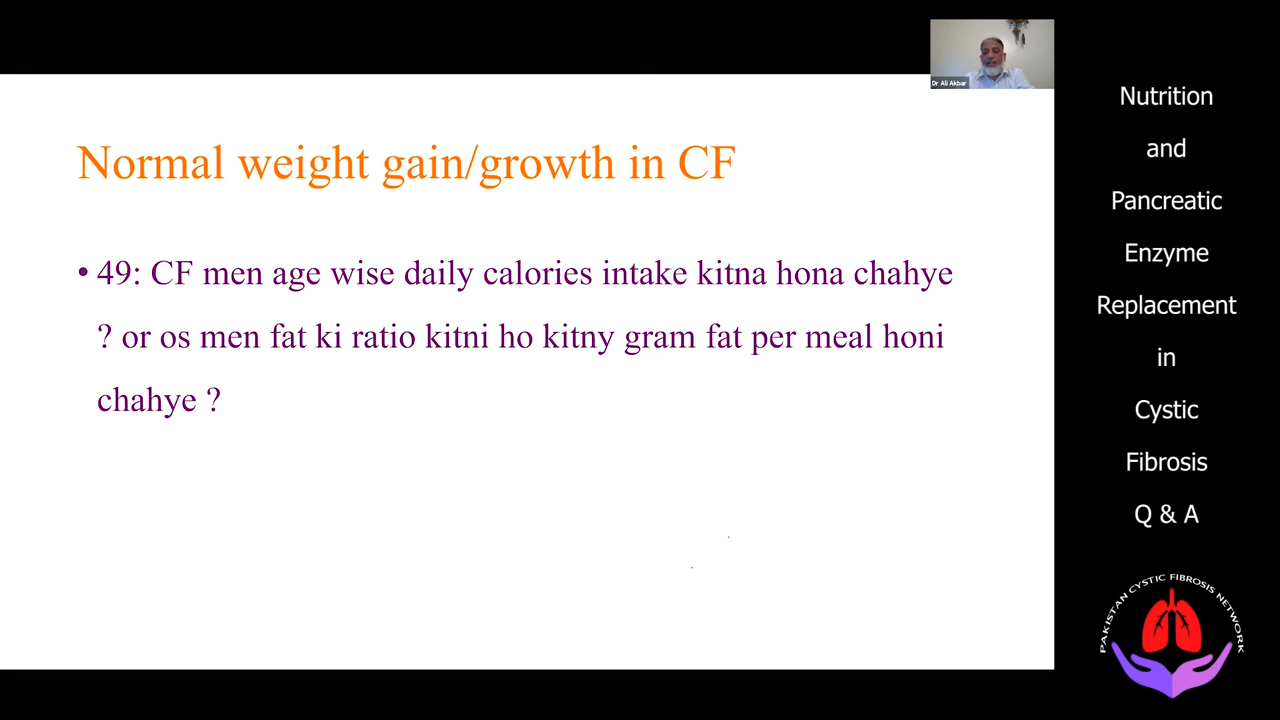 Dr Ali Akbar
Normal weight gain/growth in CF
• 49: CF men age wise daily calories intake kitna hona chahye
? or os men fat ki ratio kitni ho kitny gram fat per meal honi
chahye ?
Nutrition
and
Pancreatic
Enzyme
Replacement
in
Cystic
Fibrosis
Q & A
PAKISTAN CYSTIC FIBROSIS NETWORK